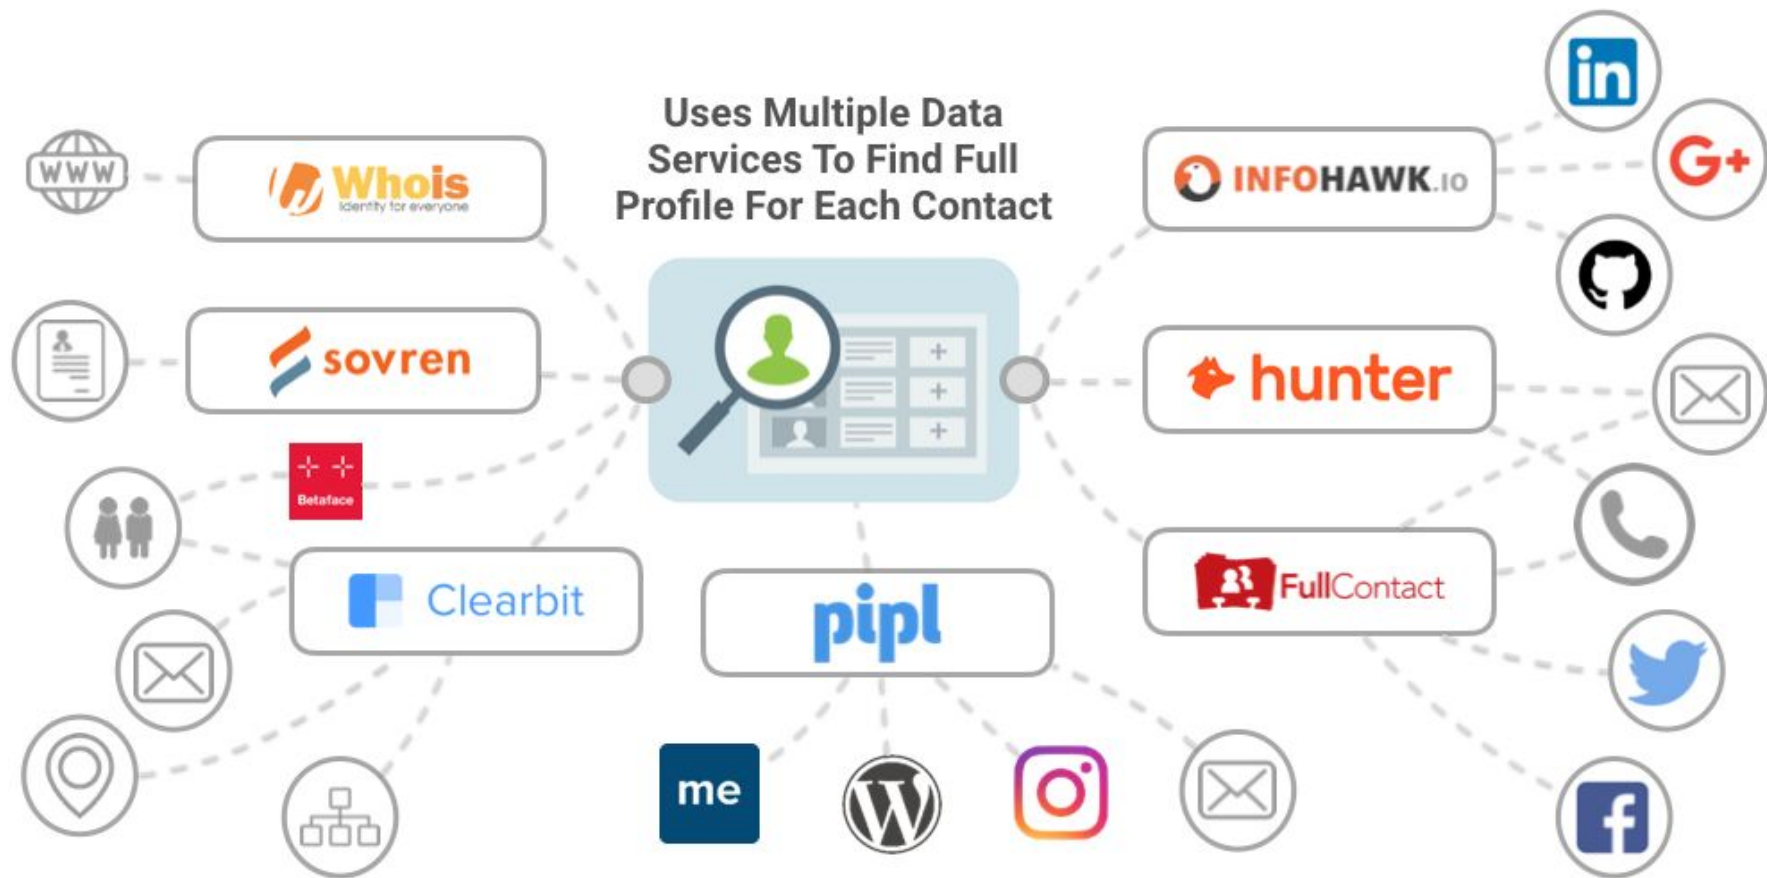 Uses Multiple Data
Services To Find Full
Profile For Each Contact
WWW
Whois
Identity for everyone
sovren
Betaface
Clearbit
pipl
me
INFOHAWK.IO
in
G+
hunter
FullContact
f